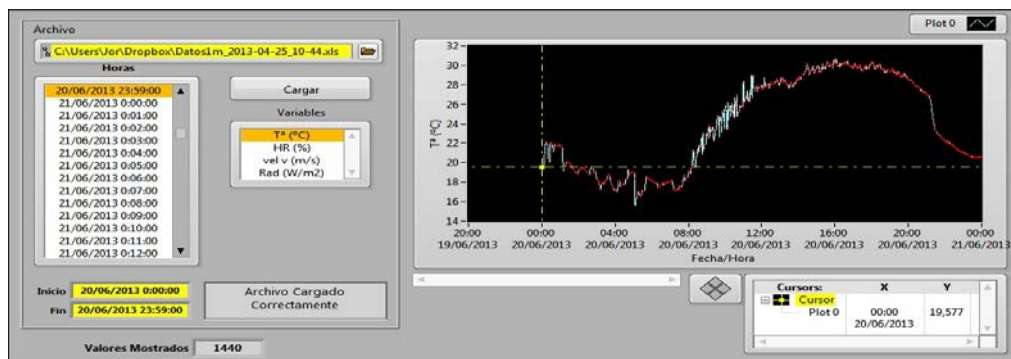 Archivo
C:\Users\Jor\Dropbox\Datos1m_2013-04-25_10-44.xls
Horas
20/06/2013 23:59:00
21/06/2013 0:00:00
21/06/2013 0:01:00
21/06/2013 0:02:00
21/06/2013 0:03:00
21/06/2013 0:04:00
21/06/2013 0:05:00
21/06/2013 0:06:00
21/06/2013 0:07:00
21/06/2013 0:08:00
21/06/2013 0:09:00
21/06/2013 0:10:00
21/06/2013 0:11:00
21/06/2013 0:12:00
Cargar
Variables
Tª (ºC)
HR (%)
vel v (m/s)
Rad (W/m2)
Inicio 20/06/2013 0:00:00
Fin 20/06/2013 23:59:00
Archivo Cargado
Correctamente
Valores Mostrados 1440
Plot 0
Tª (ºC)
32
30
28
26
24
22
20
18
16
14
20:00 00:00 04:00 08:00 12:00 16:00 20:00 00:00
19/06/2013 20/06/2013 20/06/2013 20/06/2013 20/06/2013 20/06/2013 20/06/2013 21/06/2013
Fecha/Hora
Cursors: X Y
Cursor
Plot 0 00:00 19,577
20/06/2013